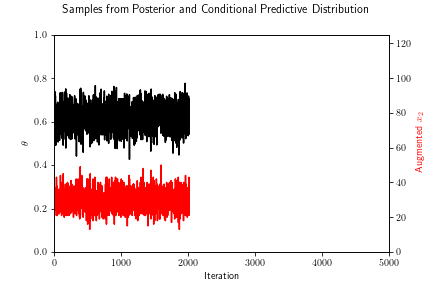 Samples from Posterior and Conditional Predictive Distribution
1.0
0.8
0.6
0.4
0.2
0.0
θ
120
100
80
60
40
20
0
Augmented x₂
0 1000 2000 3000 4000 5000
Iteration